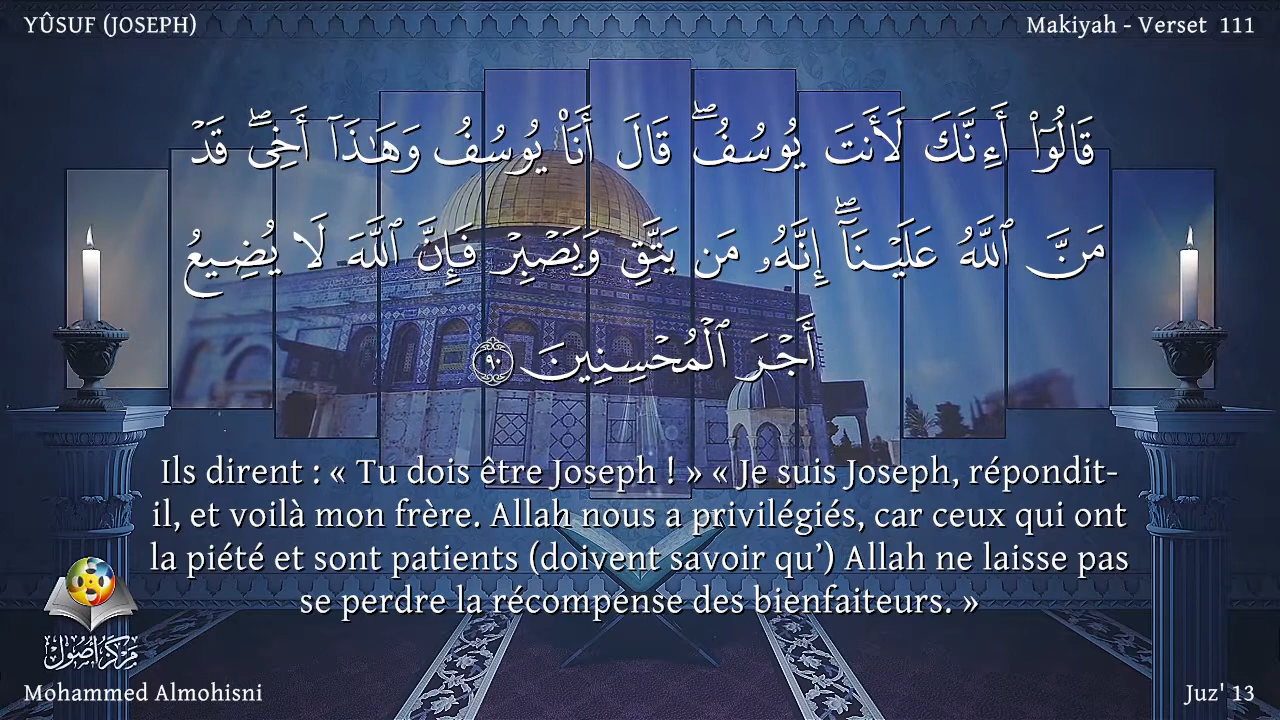 YÛSUF (JOSEPH)
Makiyah - Verset 111
قَالُوٓا۟ أَءِنَّكَ لَأَنتَ يُوسُفُ ۖ قَالَ أَنَا۠ يُوسُفُ وَهَـٰذَآ أَخِى ۖ قَدْ
مَنَّ ٱللَّهُ عَلَيْنَآ ۖ إِنَّهُۥ مَن يَتَّقِ وَيَصْبِرْ فَإِنَّ ٱللَّهَ لَا يُضِيعُ
أَجْرَ ٱلْمُحْسِنِينَ ٩٠
Ils dirent : « Tu dois être Joseph ! » « Je suis Joseph, répondit-
il, et voilà mon frère. Allah nous a privilégiés, car ceux qui ont
la piété et sont patients (doivent savoir qu’) Allah ne laisse pas
se perdre la récompense des bienfaiteurs. »
مركز أصول
Mohammed Almohisni
Juz' 13